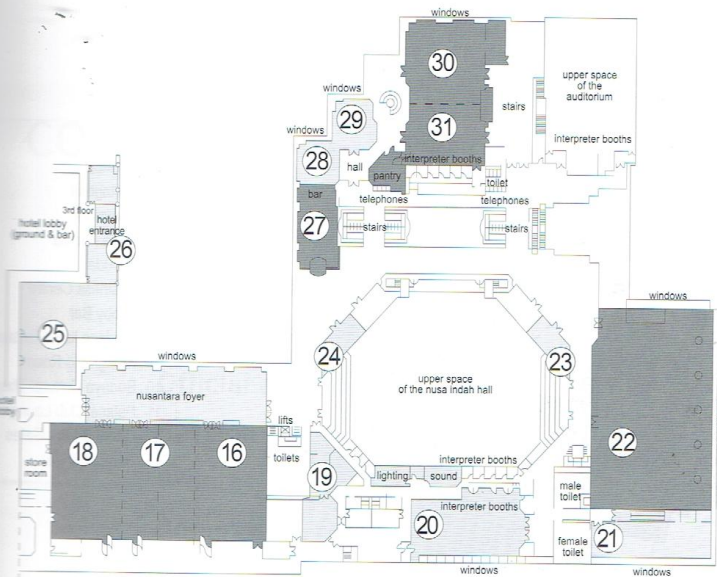 windows
30
upper space
of the
auditorium
windows
29
stairs
31
windows
interpreter booths
28
hall
interpreter booths
pantry
toilet
bar
telephones
telephones
3rd floor
hotel
entrance
hotel lobby
(ground & bar)
27
stairs
stairs
26
windows
25
24
23
windows
upper space
of the nusa indah hall
nusantara foyer
lifts
18
17
16
22
toilets
interpreter booths
store
room
19
lighting
sound
male
toilet
interpreter booths
20
female
toilet
21
windows
windows